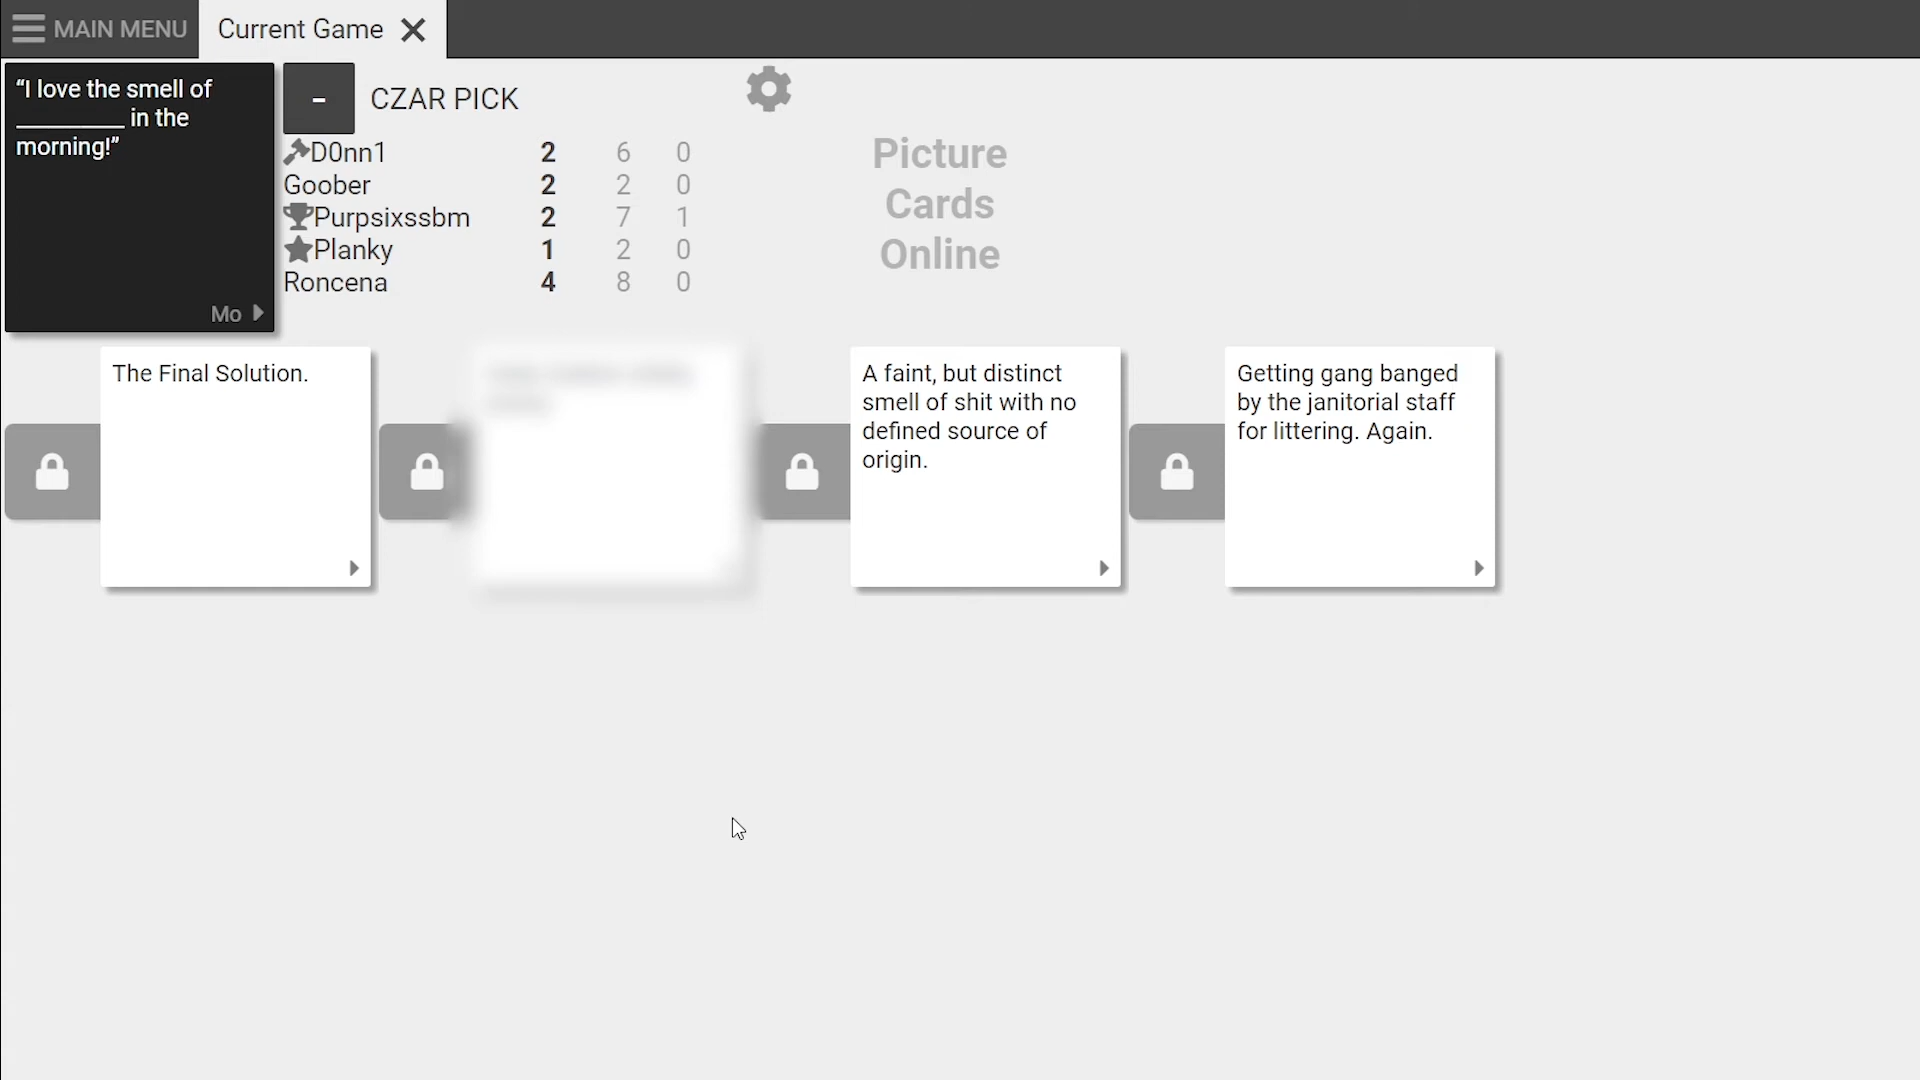 MAIN MENU
Current Game
“I love the smell of
_________ in the
morning!”
Mo
-
CZAR PICK
D0nn1 2 6 0
Goober 2 2 0
Purpsixssbm 2 7 1
Planky 1 2 0
Roncena 4 8 0
Picture
Cards
Online
The Final Solution.
A faint, but distinct
smell of shit with no
defined source of
origin.
Getting gang banged
by the janitorial staff
for littering. Again.